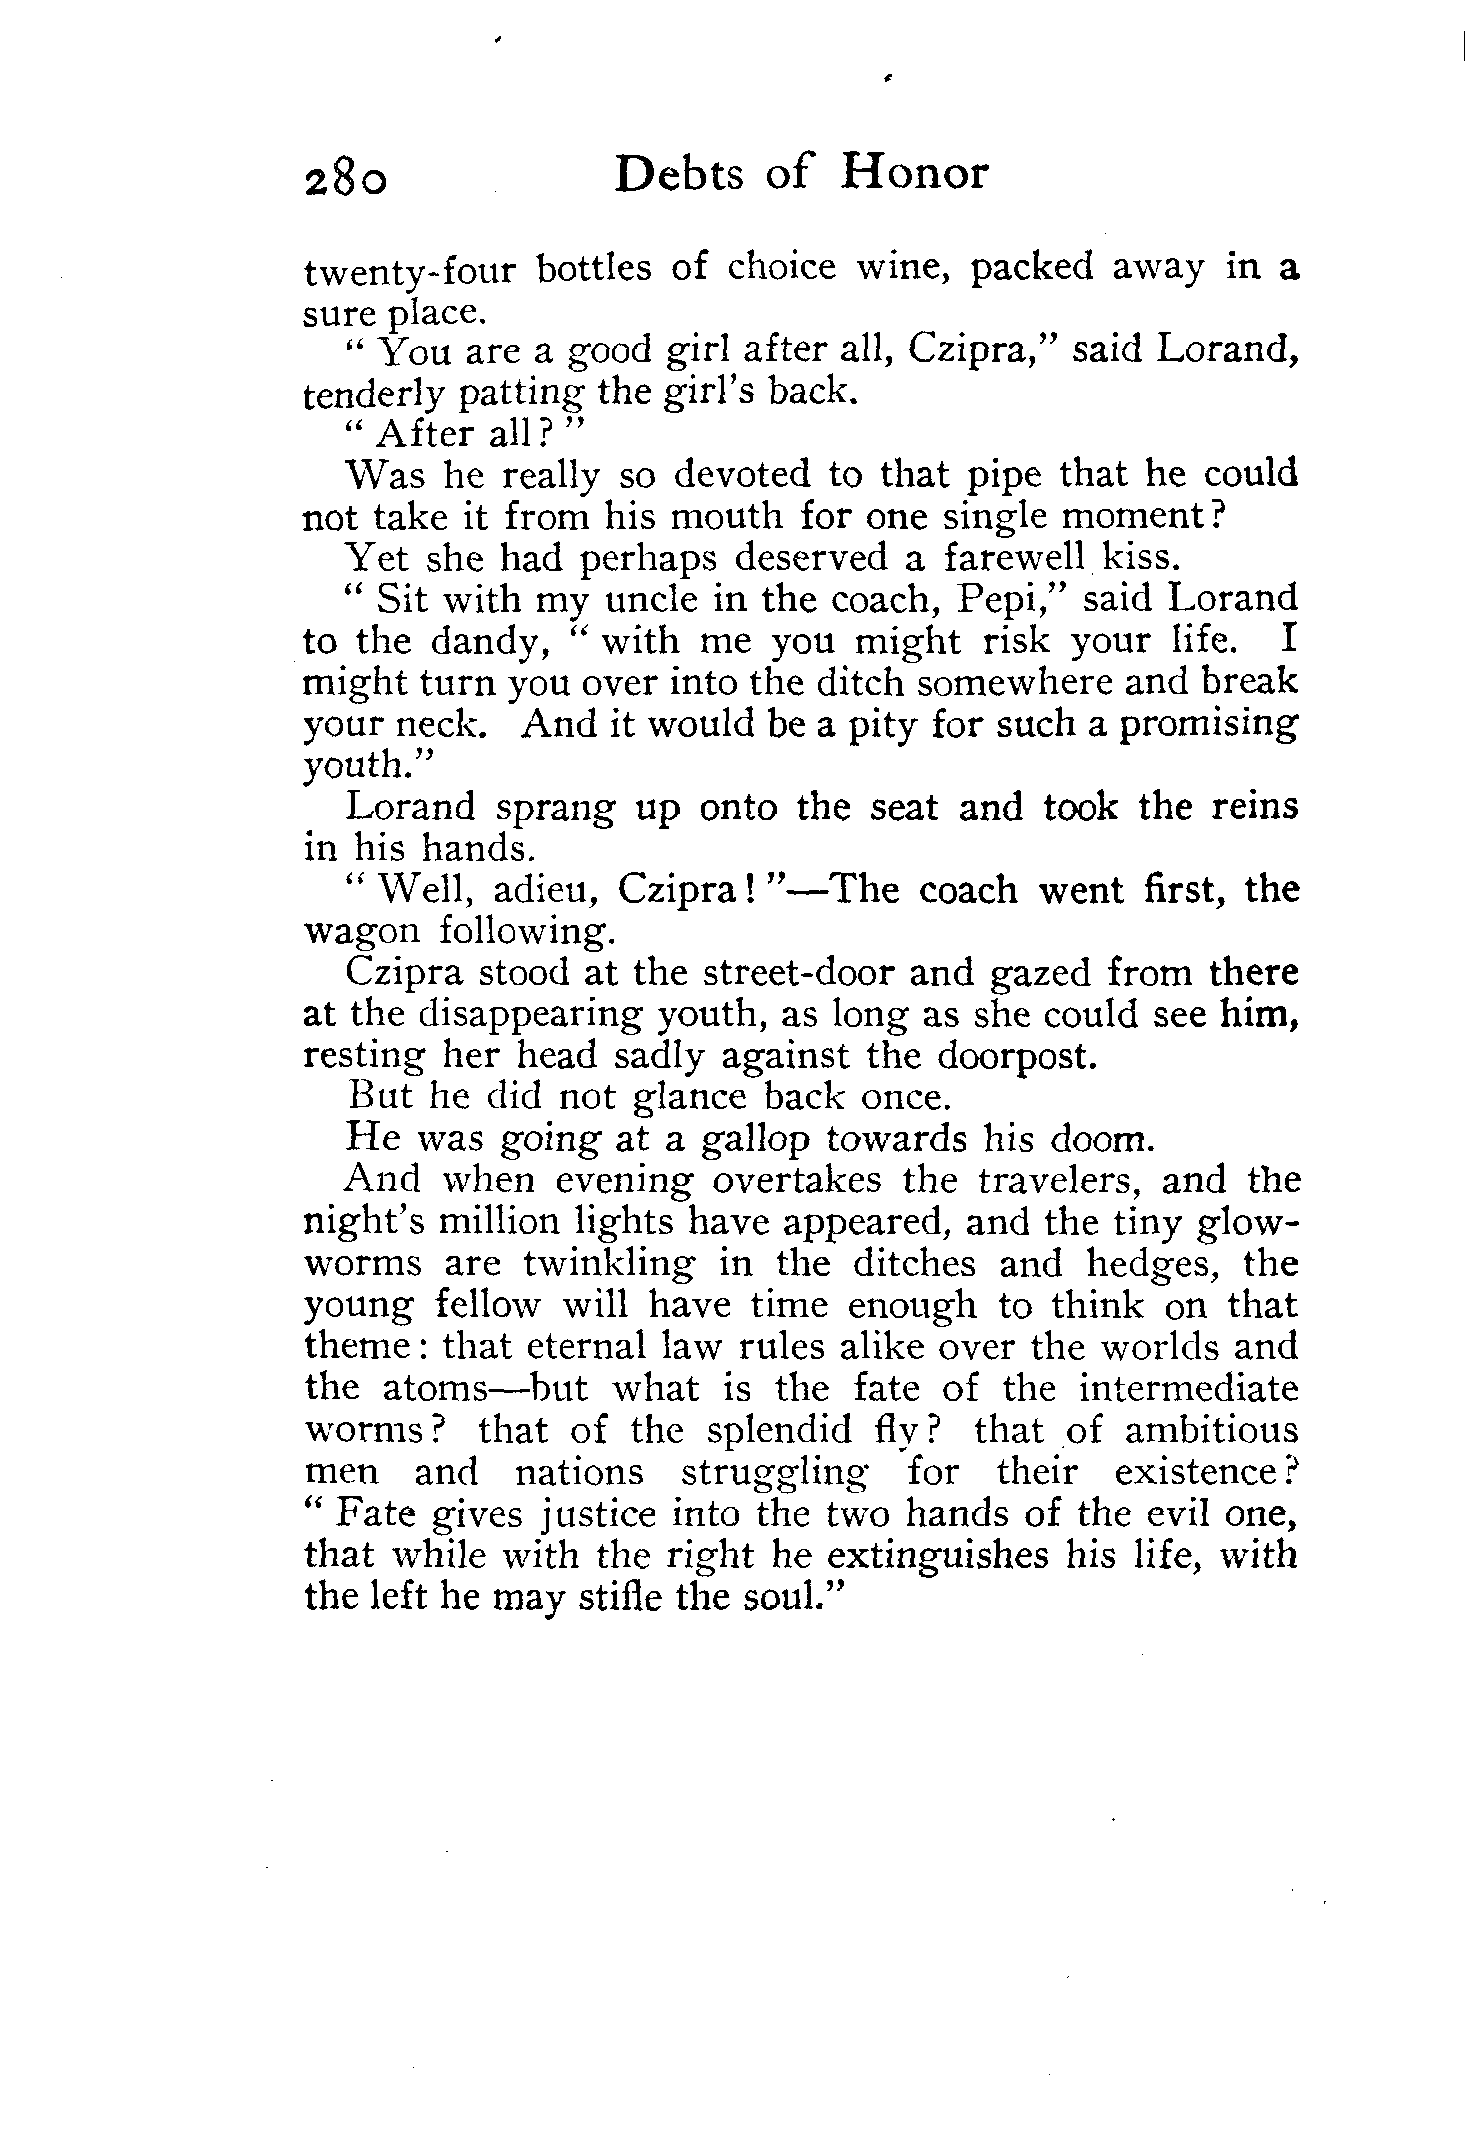 280 Debts of Honor
twenty-four bottles of choice wine, packed away in a
sure place.
" You are a good girl after all, Czipra," said Lorand,
tenderly patting the girl's back.
" After all ? "
Was he really so devoted to that pipe that he could
not take it from his mouth for one single moment ?
Yet she had perhaps deserved a farewell kiss.
" Sit with my uncle in the coach, Pepi," said Lorand
to the dandy, " with me you might risk your life. I
might turn you over into the ditch somewhere and break
your neck. And it would be a pity for such a promising
youth."
Lorand sprang up onto the seat and took the reins
in his hands.
" Well, adieu, Czipra ! "—The coach went first, the
wagon following.
Czipra stood at the street-door and gazed from there
at the disappearing youth, as long as she could see him,
resting her head sadly against the doorpost.
But he did not glance back once.
He was going at a gallop towards his doom.
And when evening overtakes the travelers, and the
night's million lights have appeared, and the tiny glow-
worms are twinkling in the ditches and hedges, the
young fellow will have time enough to think on that
theme : that eternal law rules alike over the worlds and
the atoms—but what is the fate of the intermediate
worms ? that of the splendid fly ? that of ambitious
men and nations struggling for their existence ?
" Fate gives justice into the two hands of the evil one,
that while with the right he extinguishes his life, with
the left he may stifle the soul."